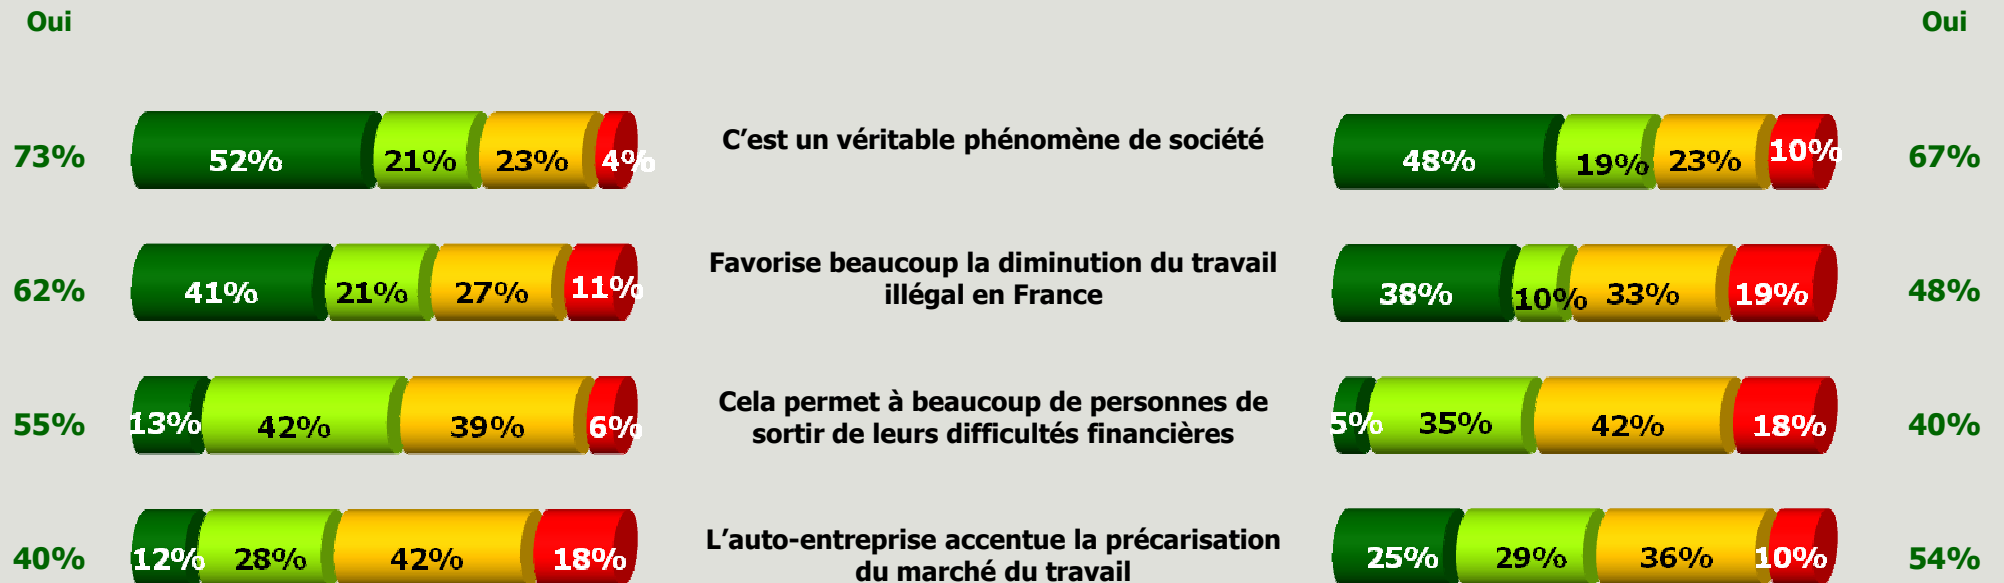 Oui Oui
73% 52% 21% 23% 4% C’est un véritable phénomène de société 48% 19% 23% 10% 67%
62% 41% 21% 27% 11% Favorise beaucoup la diminution du travail
illégal en France 38% 10% 33% 19% 48%
55% 13% 42% 39% 6% Cela permet à beaucoup de personnes de
sortir de leurs difficultés financières 5% 35% 42% 18% 40%
40% 12% 28% 42% 18% L’auto-entreprise accentue la précarisation
du marché du travail 25% 29% 36% 10% 54%